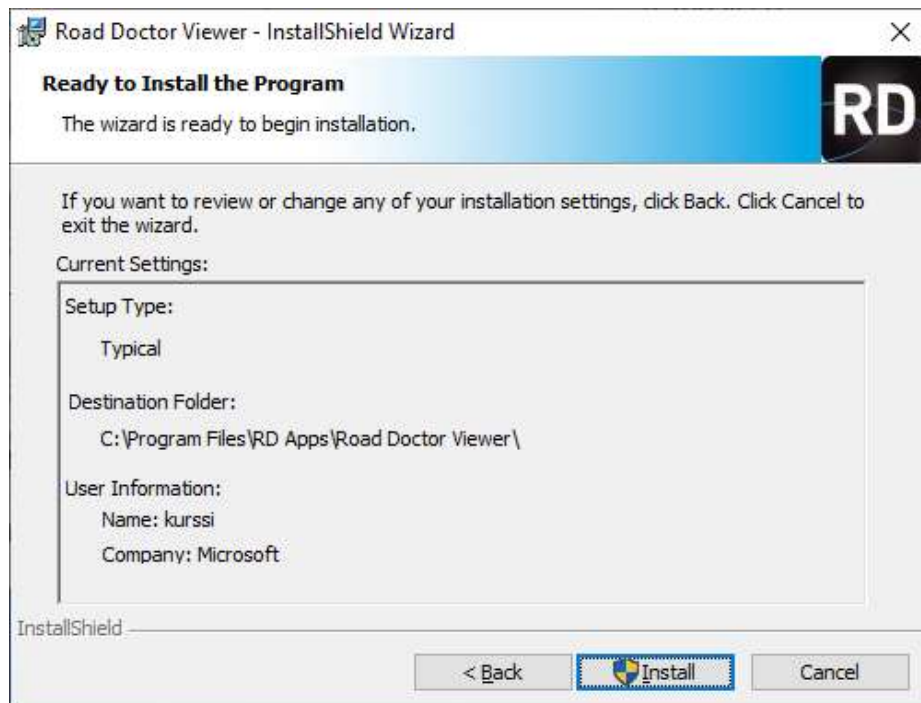 Road Doctor Viewer - InstallShield Wizard
Ready to Install the Program
The wizard is ready to begin installation.
RD
If you want to review or change any of your installation settings, click Back. Click Cancel to
exit the wizard.
Current Settings:
Setup Type:
Typical
Destination Folder:
C:\Program Files\RD Apps\Road Doctor Viewer\
User Information:
Name: kurssi
Company: Microsoft
InstallShield
< Back
Install
Cancel